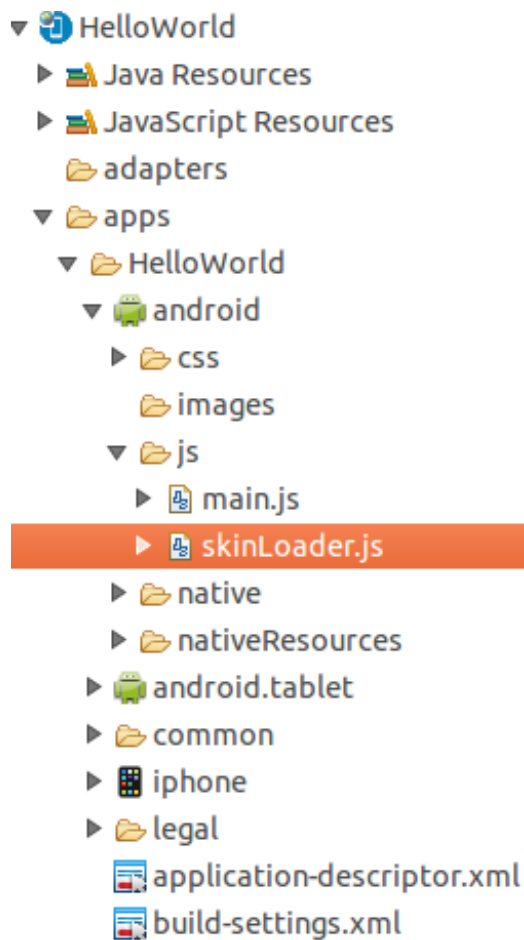 HelloWorld
Java Resources
JavaScript Resources
adapters
apps
HelloWorld
android
css
images
js
main.js
skinLoader.js
native
nativeResources
android.tablet
common
iphone
legal
application-descriptor.xml
build-settings.xml